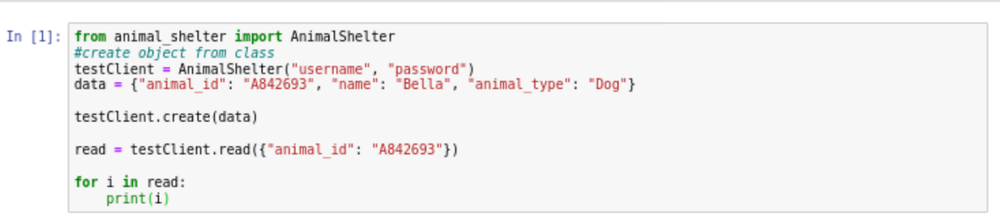 In [1]:
from animal_shelter import AnimalShelter
#create object from class
testClient = AnimalShelter("username", "password")
data = {"animal_id": "A842693", "name": "Bella", "animal_type": "Dog"}
testClient.create(data)
read = testClient.read({"animal_id": "A842693"})
for i in read:
    print(i)